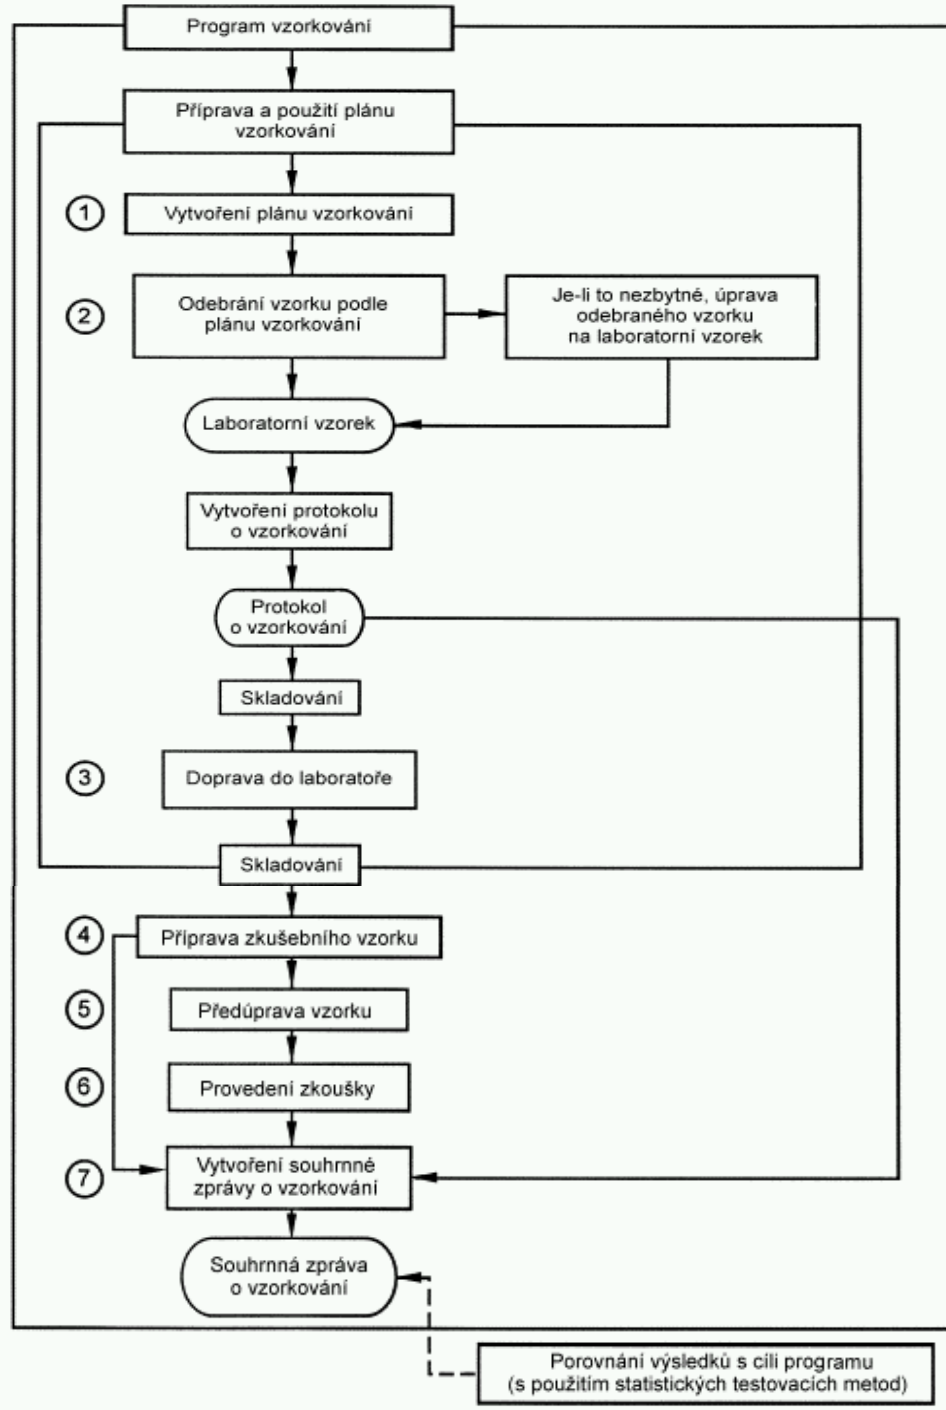 Program vzorkování
Příprava a použití plánu
vzorkování
1
Vytvoření plánu vzorkování
2
Odebrání vzorku podle
plánu vzorkování
Je-li to nezbytné, úprava
odebraného vzorku
na laboratorní vzorek
Laboratorní vzorek
Vytvoření protokolu
o vzorkování
Protokol
o vzorkování
Skladování
3
Doprava do laboratoře
Skladování
4
Příprava zkušebního vzorku
5
Předúprava vzorku
6
Provedení zkoušky
7
Vytvoření souhrnné
zprávy o vzorkování
Souhrnná zpráva
o vzorkování
Porovnání výsledků s cíli programu
(s použitím statistických testovacích metod)